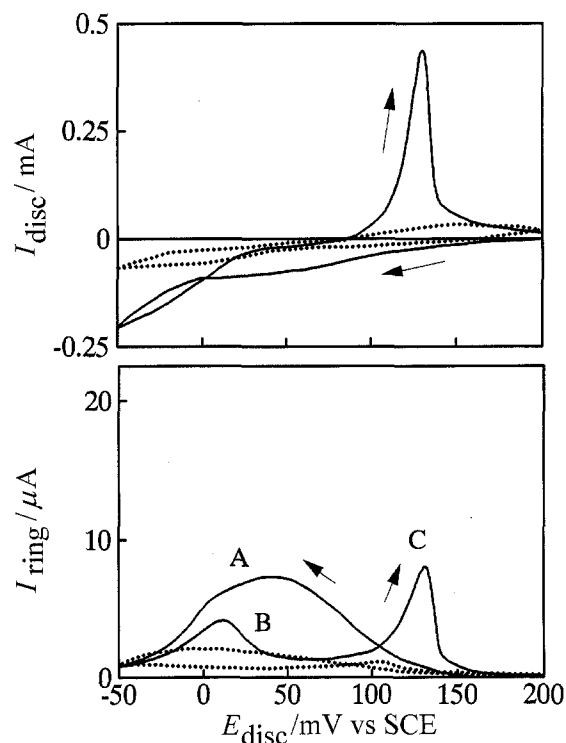 0.5
0.25
0
-0.25
I_disc / mA
20
10
0
I_ring / μA
A
B
C
-50 0 50 100 150 200
E_disc /mV vs SCE